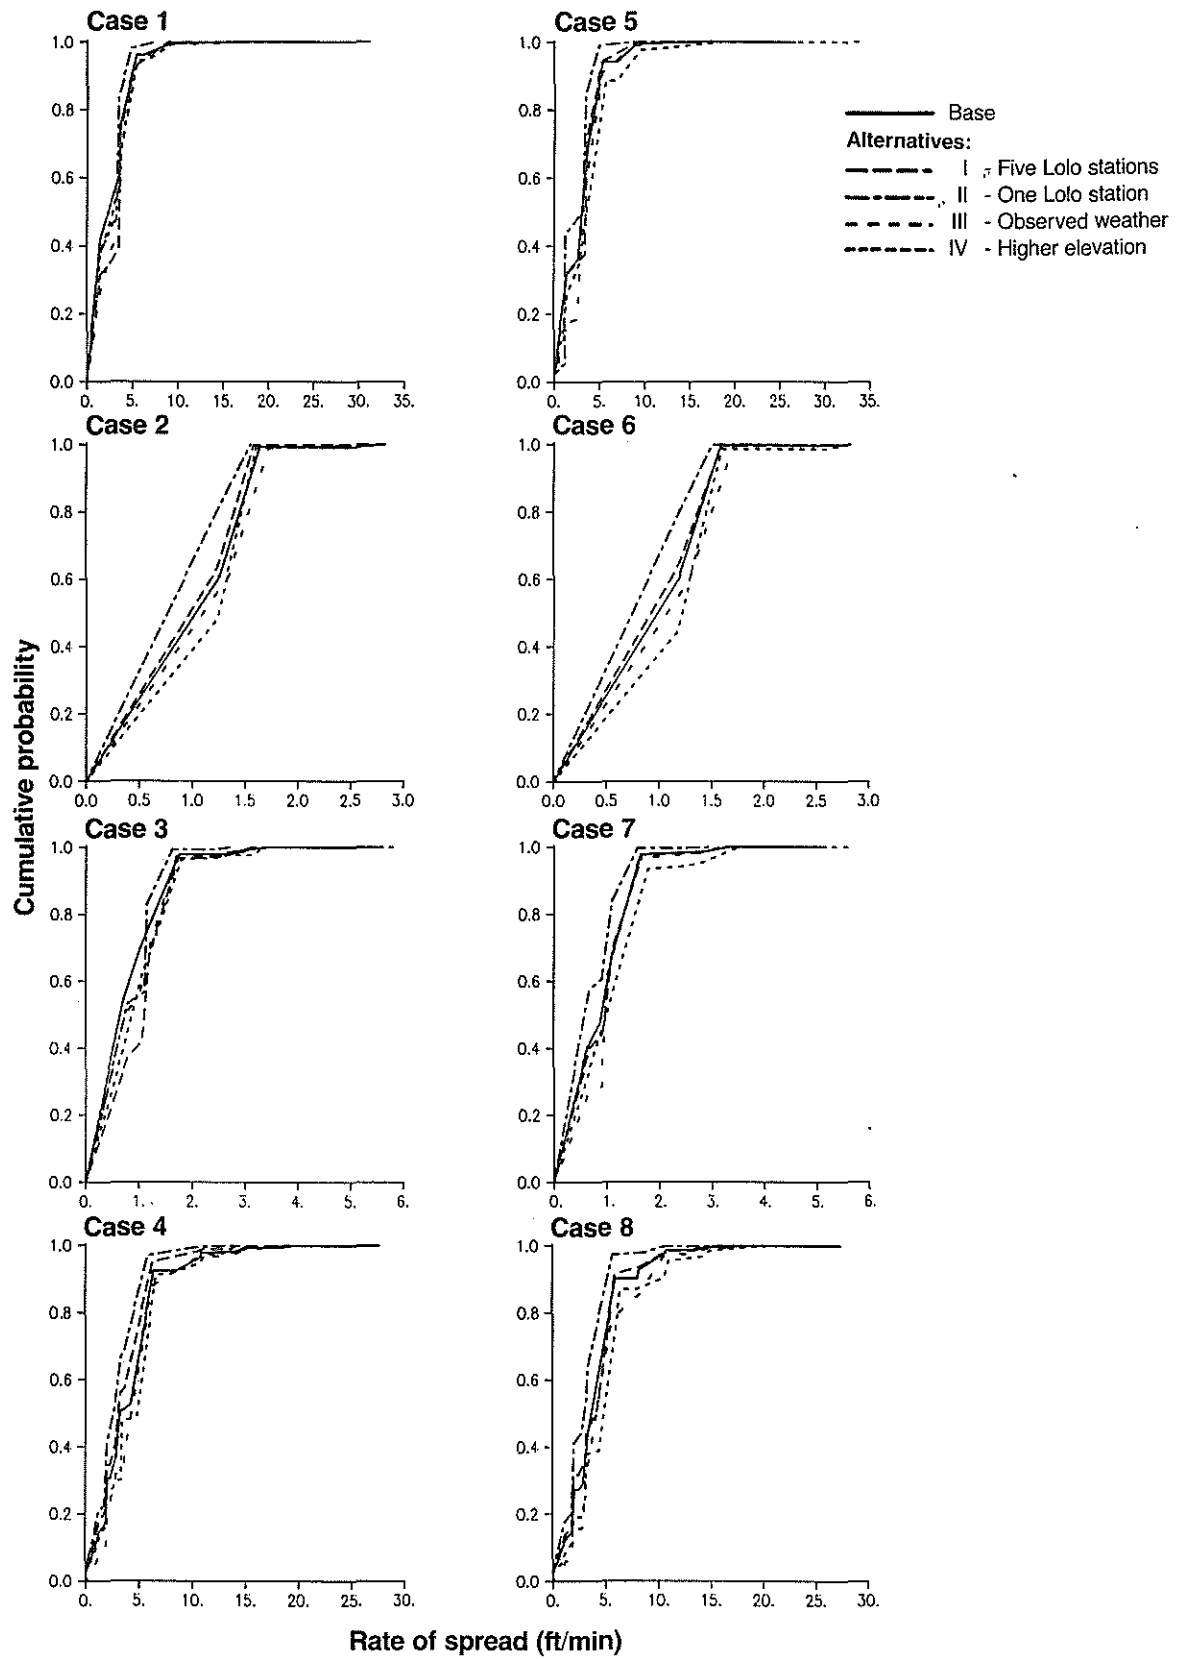 Case 1
1.0
0.8
0.6
0.4
0.2
0.0
0. 5. 10. 15. 20. 25. 30. 35.
Case 5
1.0
0.8
0.6
0.4
0.2
0.0
0. 5. 10. 15. 20. 25. 30. 35.
Base
Alternatives:
I - Five Lolo stations
II - One Lolo station
III - Observed weather
IV - Higher elevation
Case 2
1.0
0.8
0.6
0.4
0.2
0.0
0.0 0.5 1.0 1.5 2.0 2.5 3.0
Case 6
1.0
0.8
0.6
0.4
0.2
0.0
0.0 0.5 1.0 1.5 2.0 2.5 3.0
Cumulative probability
Case 3
1.0
0.8
0.6
0.4
0.2
0.0
0. 1. 2. 3. 4. 5. 6.
Case 7
1.0
0.8
0.6
0.4
0.2
0.0
0. 1. 2. 3. 4. 5. 6.
Case 4
1.0
0.8
0.6
0.4
0.2
0.0
0. 5. 10. 15. 20. 25. 30.
Case 8
1.0
0.8
0.6
0.4
0.2
0.0
0. 5. 10. 15. 20. 25. 30.
Rate of spread (ft/min)